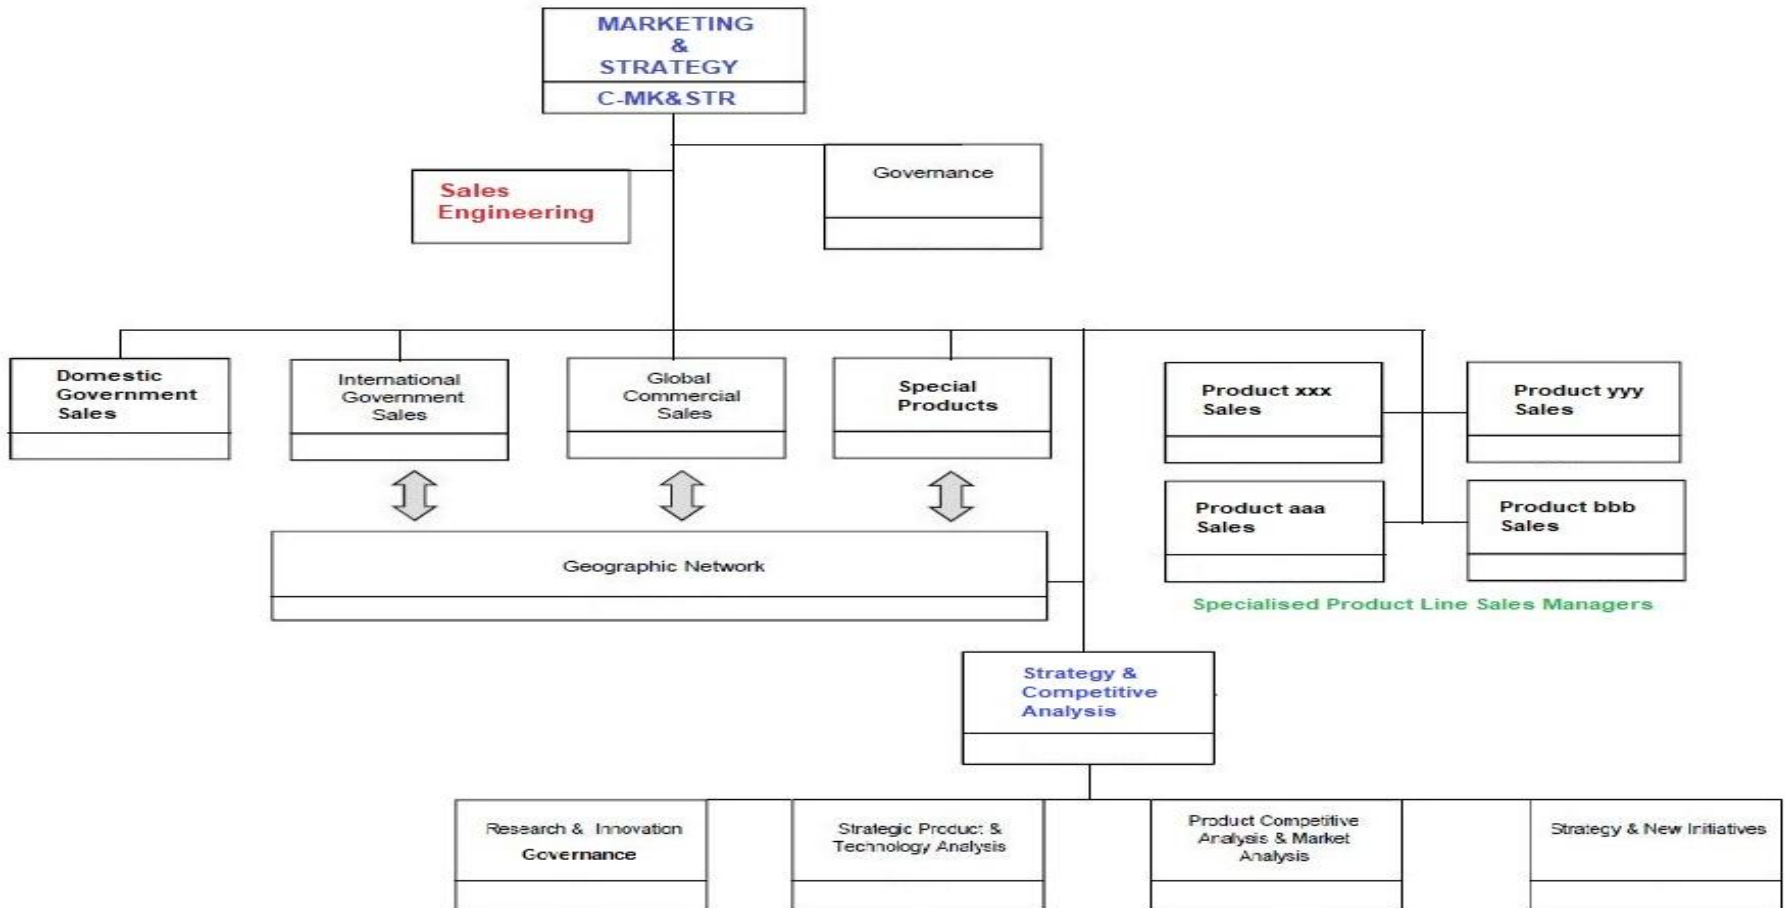 MARKETING
&
STRATEGY
C-MK&STR
Sales
Engineering
Governance
Domestic
Government
Sales
International
Government
Sales
Global
Commercial
Sales
Special
Products
Product xxx
Sales
Product yyy
Sales
Product aaa
Sales
Product bbb
Sales
Geographic Network
Specialised Product Line Sales Managers
Strategy &
Competitive
Analysis
Research & Innovation
Governance
Strategic Product &
Technology Analysis
Product Competitive
Analysis & Market
Analysis
Strategy & New Initiatives